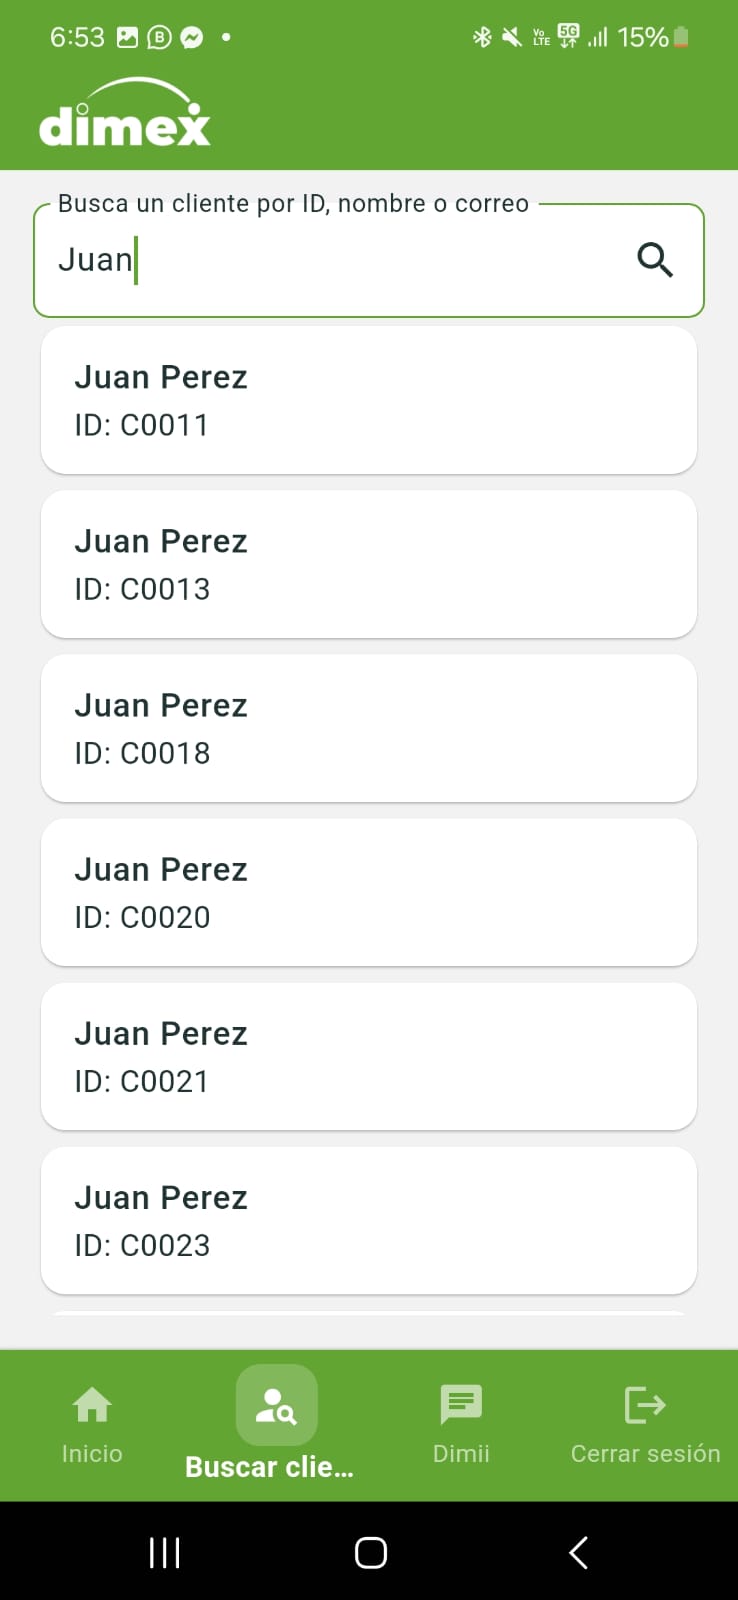 6:53
Vo LTE 5G 15%
dimex
Busca un cliente por ID, nombre o correo
Juan
Juan Perez
ID: C0011
Juan Perez
ID: C0013
Juan Perez
ID: C0018
Juan Perez
ID: C0020
Juan Perez
ID: C0021
Juan Perez
ID: C0023
Inicio
Buscar clie...
Dimii
Cerrar sesión